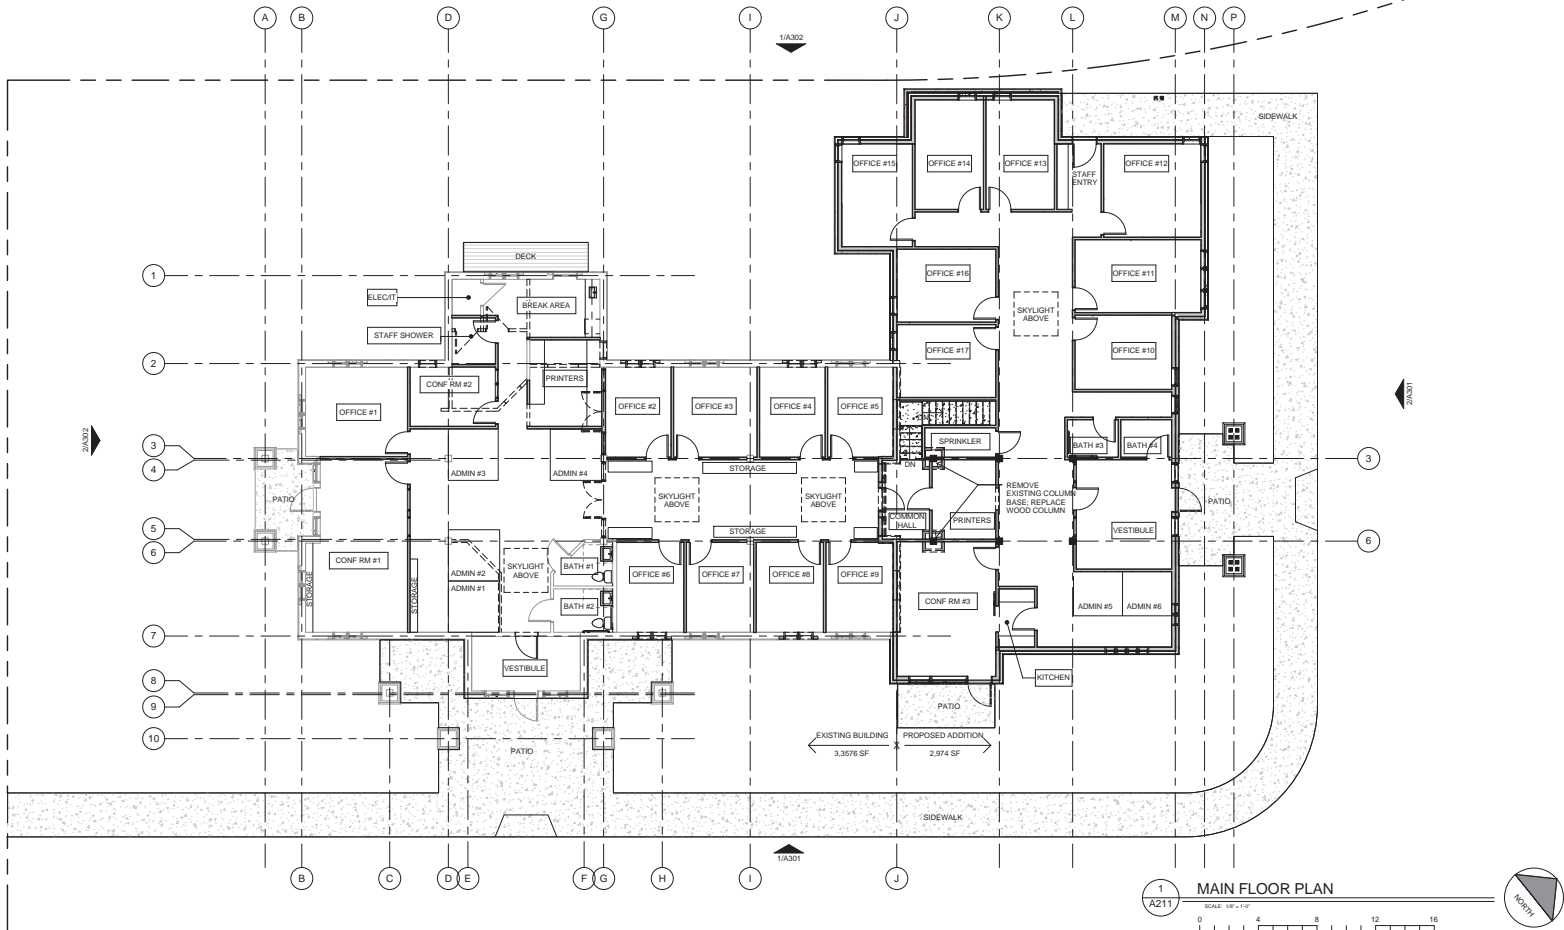 A
B
D
G
I
J
K
L
M
N
P
1/A302
SIDEWALK
OFFICE #15
OFFICE #14
OFFICE #13
OFFICE #12
STAFF
ENTRY
DECK
1
ELEC/IT
BREAK AREA
OFFICE #16
OFFICE #11
SKYLIGHT
ABOVE
STAFF SHOWER
2
OFFICE #17
OFFICE #10
CONF RM #2
PRINTERS
2/A301
OFFICE #1
OFFICE #2
OFFICE #3
OFFICE #4
OFFICE #5
DN
2/A302
3
4
SPRINKLER
BATH #3
BATH #4
3
ADMIN #3
ADMIN #4
STORAGE
DN
PATIO
SKYLIGHT
ABOVE
SKYLIGHT
ABOVE
REMOVE
EXISTING COLUMN
BASE; REPLACE
WOOD COLUMN
PATIO
5
6
COMMON
HALL
PRINTERS
VESTIBULE
STORAGE
6
CONF RM #1
STORAGE
STORAGE
ADMIN #2
ADMIN #1
SKYLIGHT
ABOVE
BATH #1
BATH #2
OFFICE #6
OFFICE #7
OFFICE #8
OFFICE #9
CONF RM #3
ADMIN #5
ADMIN #6
7
VESTIBULE
KITCHEN
8
9
PATIO
10
PATIO
EXISTING BUILDING
3,3576 SF
X
PROPOSED ADDITION
2,974 SF
SIDEWALK
1/A301
B
C
D
E
F
G
H
I
J
1
A211
MAIN FLOOR PLAN
SCALE: 1/8" = 1'-0"
0 4 8 12 16
NORTH